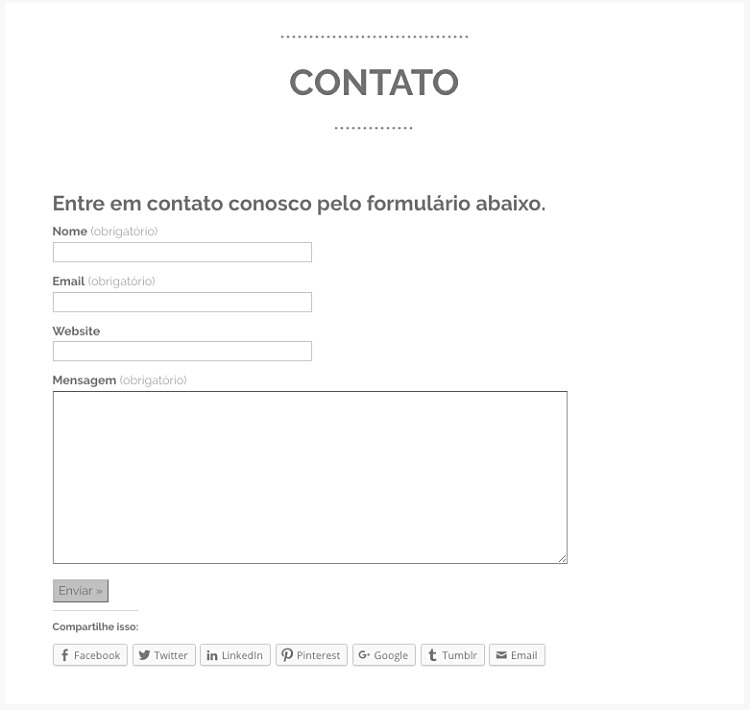 CONTATO
Entre em contato conosco pelo formulário abaixo.
Nome (obrigatório)
Email (obrigatório)
Website
Mensagem (obrigatório)
Enviar »
Compartilhe isso:
Facebook Twitter LinkedIn Pinterest Google Tumblr Email